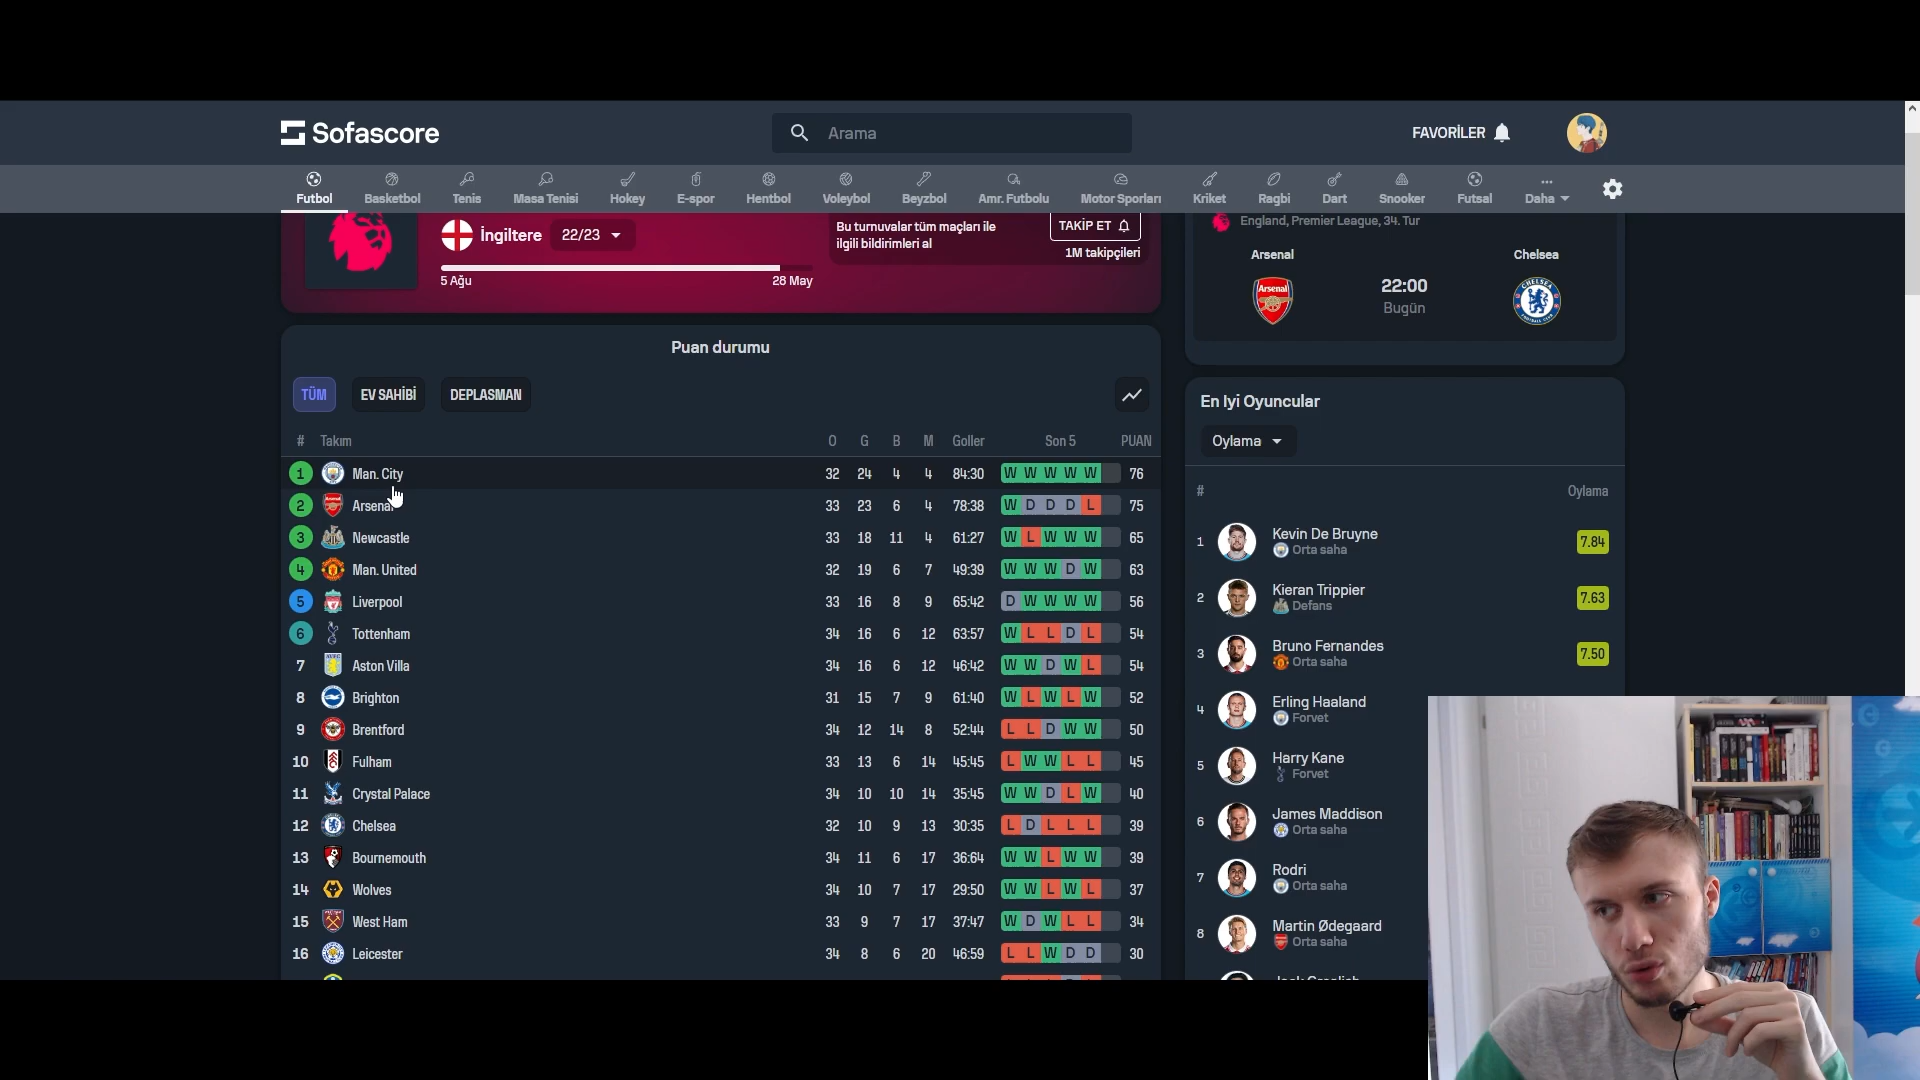 Sofascore
Arama
FAVORİLER
Futbol Basketbol Tenis Masa Tenisi Hokey E-spor Hentbol Voleybol Beyzbol Amr. Futbolu Motor Sporları Kriket Ragbi Dart Snooker Futsal Daha
İngiltere 22/23
5 Ağu 28 May
Bu turnuvalar tüm maçları ile
ilgili bildirimleri al
TAKİP ET
1M takipçileri
Puan durumu
TÜM EV SAHİBİ DEPLASMAN
# Takım O G B M Goller Son 5 PUAN
1 Man. City 32 24 4 4 84:30 W W W W W 76
2 Arsenal 33 23 6 4 78:38 W D D D L 75
3 Newcastle 33 18 11 4 61:27 W L W W W 65
4 Man. United 32 19 6 7 49:39 W W W D W 63
5 Liverpool 33 16 8 9 65:42 D W W W W 56
6 Tottenham 34 16 6 12 63:57 W L L D L 54
7 Aston Villa 34 16 6 12 46:42 W W D W L 54
8 Brighton 31 15 7 9 61:40 W L W L W 52
9 Brentford 34 12 14 8 52:44 L L D W W 50
10 Fulham 33 13 6 14 45:45 L W W L L 45
11 Crystal Palace 34 10 10 14 35:45 W W D L W 40
12 Chelsea 32 10 9 13 30:35 L D L L L 39
13 Bournemouth 34 11 6 17 36:64 W W L W W 39
14 Wolves 34 10 7 17 29:50 W W L W L 37
15 West Ham 33 9 7 17 37:47 W D W L L 34
16 Leicester 34 8 6 20 46:59 L L W D D 30
England, Premier League, 34. Tur
Arsenal Chelsea
22:00
Bugün
En Iyi Oyuncular
Oylama
# Oylama
1 Kevin De Bruyne 7.84
Orta saha
2 Kieran Trippier 7.63
Defans
3 Bruno Fernandes 7.50
Orta saha
4 Erling Haaland
Forvet
5 Harry Kane
Forvet
6 James Maddison
Orta saha
7 Rodri
Orta saha
8 Martin Ødegaard
Orta saha